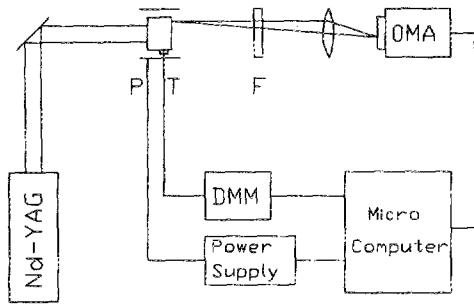 OMA
P T F
DMM
Power
Supply
Micro
Computer
Nd-YAG